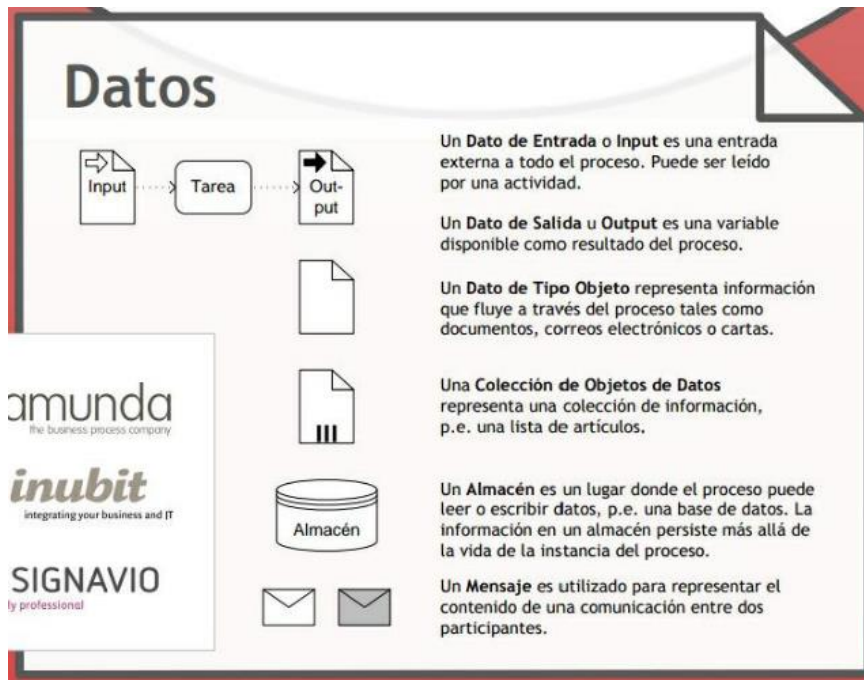 Datos
Input
Tarea
Out-
put
Un Dato de Entrada o Input es una entrada
externa a todo el proceso. Puede ser leído
por una actividad.
Un Dato de Salida u Output es una variable
disponible como resultado del proceso.
Un Dato de Tipo Objeto representa información
que fluye a través del proceso tales como
documentos, correos electrónicos o cartas.
Una Colección de Objetos de Datos
representa una colección de información,
p.e. una lista de artículos.
Almacén
Un Almacén es un lugar donde el proceso puede
leer o escribir datos, p.e. una base de datos. La
información en un almacén persiste más allá de
la vida de la instancia del proceso.
Un Mensaje es utilizado para representar el
contenido de una comunicación entre dos
participantes.
amunda
the business process company
inubit
integrating your business and IT
SIGNAVIO
ly professional